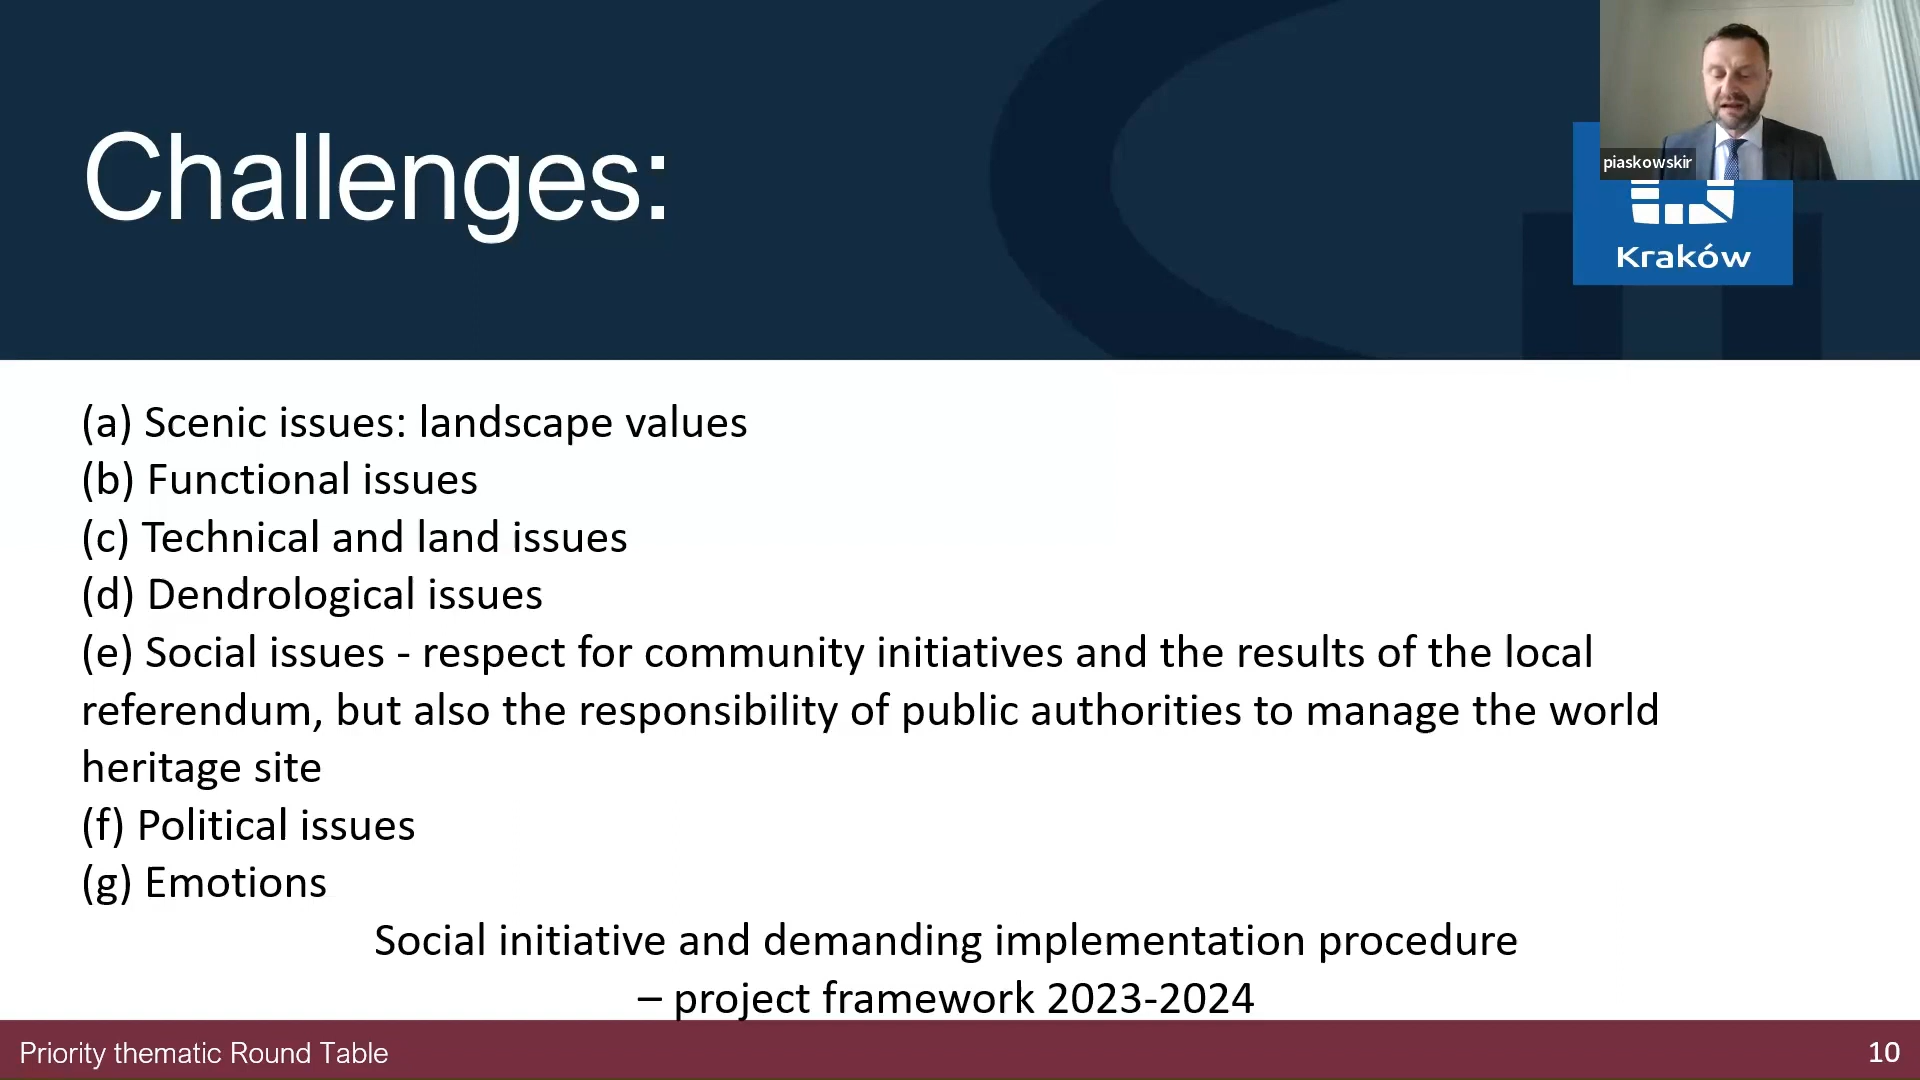 Challenges:
piaskowskir
Kraków
(a) Scenic issues: landscape values
(b) Functional issues
(c) Technical and land issues
(d) Dendrological issues
(e) Social issues - respect for community initiatives and the results of the local
referendum, but also the responsibility of public authorities to manage the world
heritage site
(f) Political issues
(g) Emotions
Social initiative and demanding implementation procedure
– project framework 2023-2024
Priority thematic Round Table
10